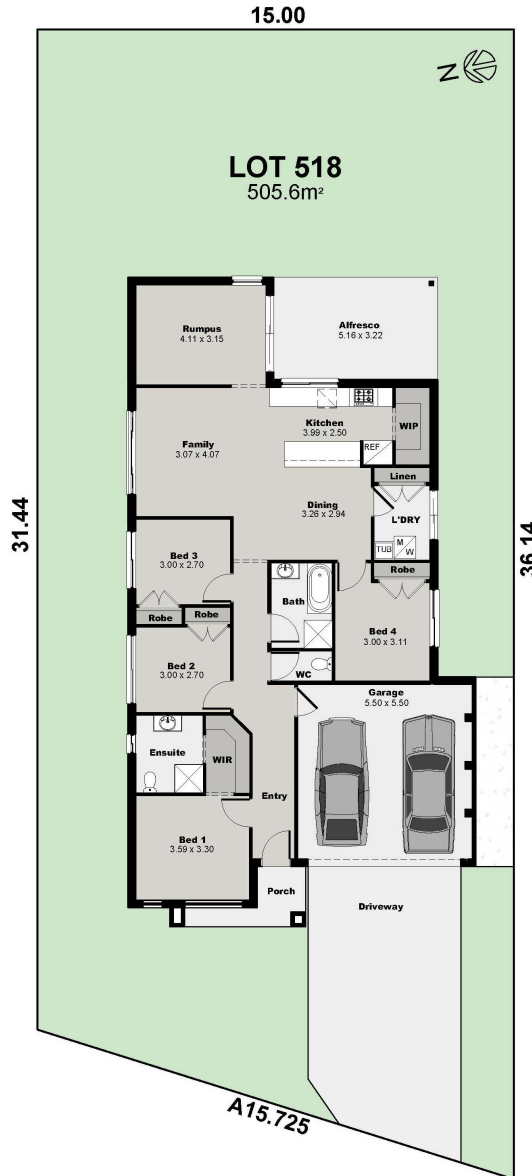 15.00
N
LOT 518
505.6m²
Rumpus
4.11 x 3.15
Alfresco
5.16 x 3.22
Kitchen
3.99 x 2.50
WIP
REF
Family
3.07 x 4.07
Linen
Dining
3.26 x 2.94
L'DRY
TUB
M
W
31.44
36.14
Bed 3
3.00 x 2.70
Robe
Robe
Bath
Robe
Bed 4
3.00 x 3.11
Bed 2
3.00 x 2.70
WC
Garage
5.50 x 5.50
Ensuite
WIR
Entry
Bed 1
3.59 x 3.30
Porch
Driveway
A15.725